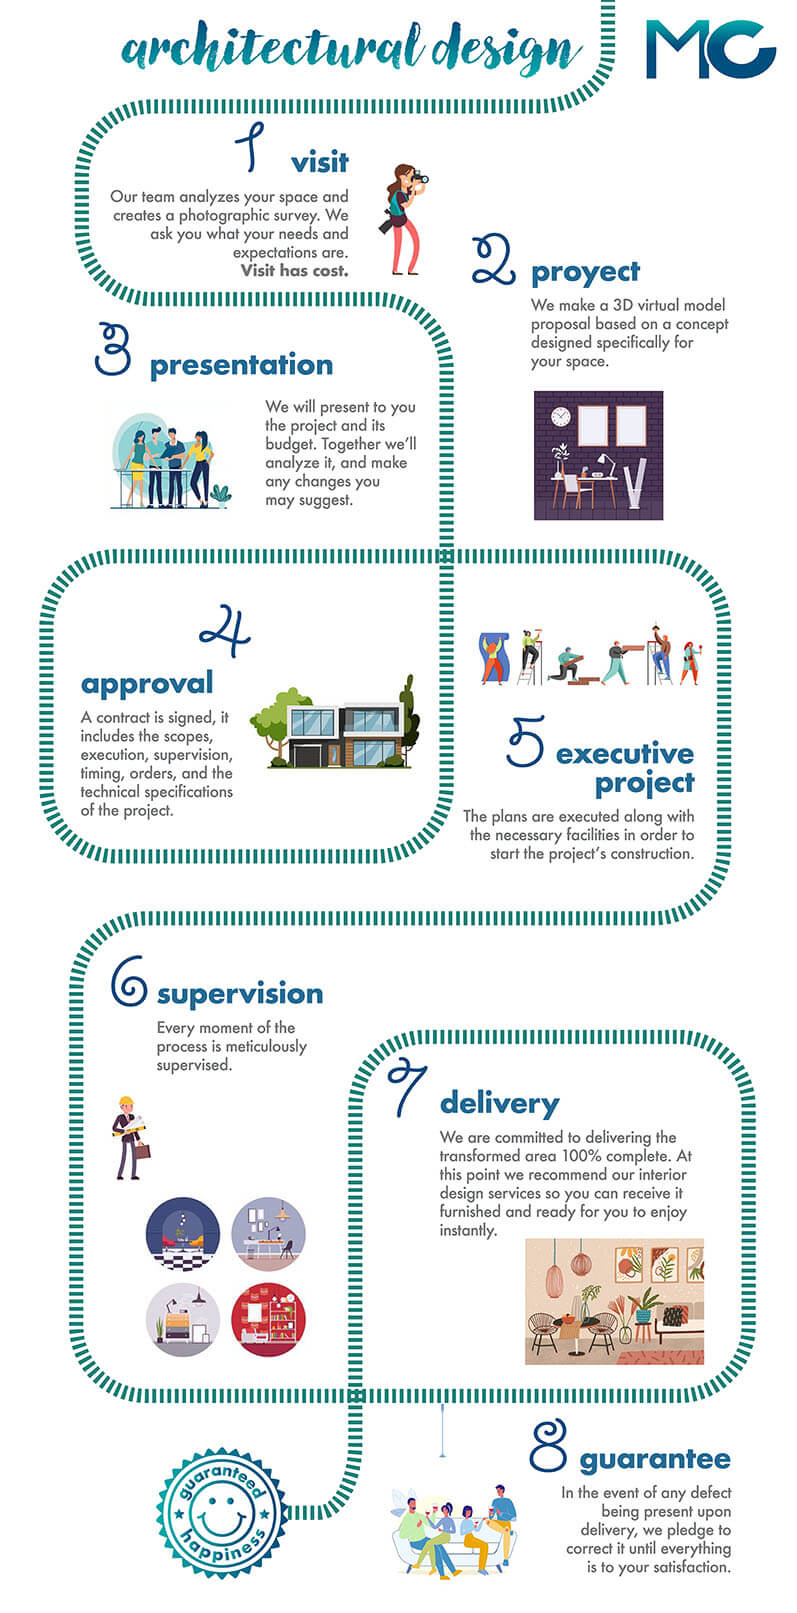 architectural design
MC
1 visit
Our team analyzes your space and
creates a photographic survey. We
ask you what your needs and
expectations are.
Visit has cost.
2 proyect
We make a 3D virtual model
proposal based on a concept
designed specifically for
your space.
3 presentation
We will present to you
the project and its
budget. Together we'll
analyze it, and make
any changes you
may suggest.
4
approval
A contract is signed, it
includes the scopes,
execution, supervision,
timing, orders, and the
technical specifications
of the project.
5 executive
project
The plans are executed along with
the necessary facilities in order to
start the project's construction.
6 supervision
Every moment of the
process is meticulously
supervised.
7 delivery
We are committed to delivering the
transformed area 100% complete. At
this point we recommend our interior
design services so you can receive it
furnished and ready for you to enjoy
instantly.
8 guarantee
In the event of any defect
being present upon
delivery, we pledge to
correct it until everything
is to your satisfaction.
guaranteed
happiness